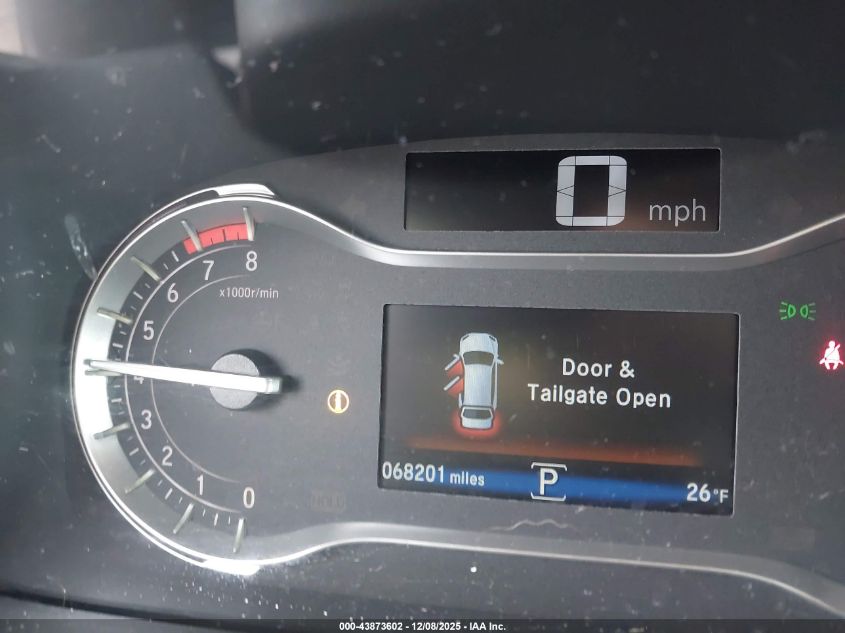 0 mph
8
7
6
5
4
3
2
1
0
x1000r/min
Door &
Tailgate Open
068201 miles
P
26°F
000-43873602 - 12/08/2025 - IAA Inc.